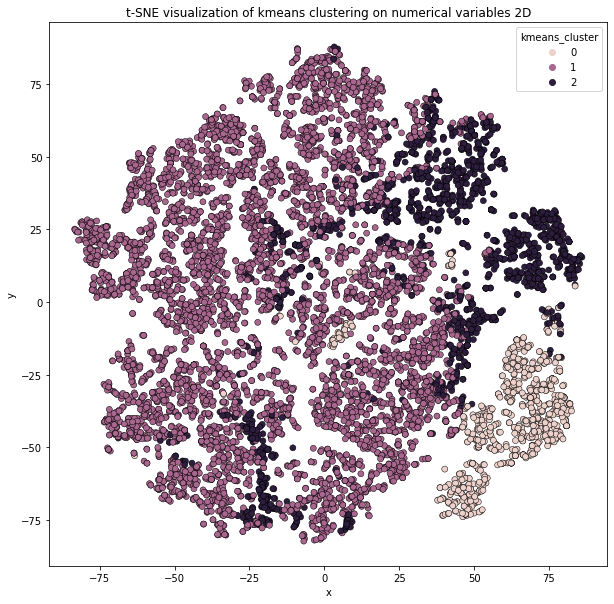 t-SNE visualization of kmeans clustering on numerical variables 2D
kmeans_cluster
0
1
2
75
50
25
0
−25
−50
−75
y
−75 −50 −25 0 25 50 75
x